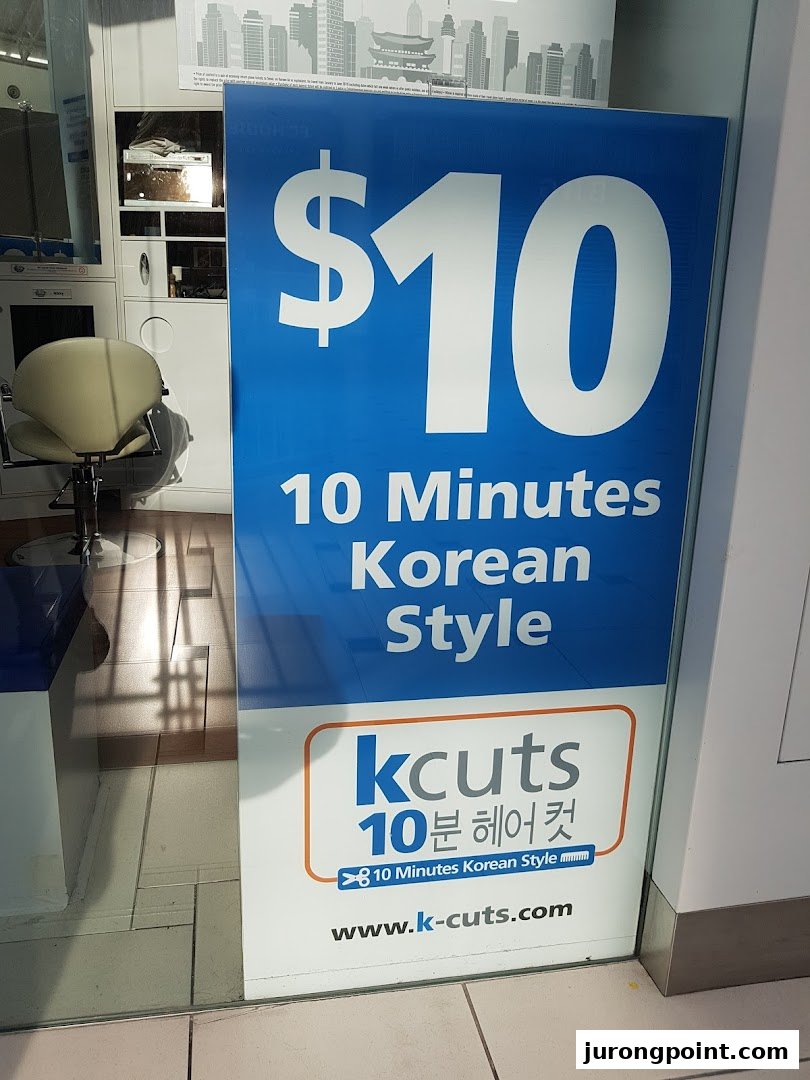 $10
10 Minutes
Korean
Style
kcuts
10분 헤어 컷
10 Minutes Korean Style
www.k-cuts.com
jurongpoint.com